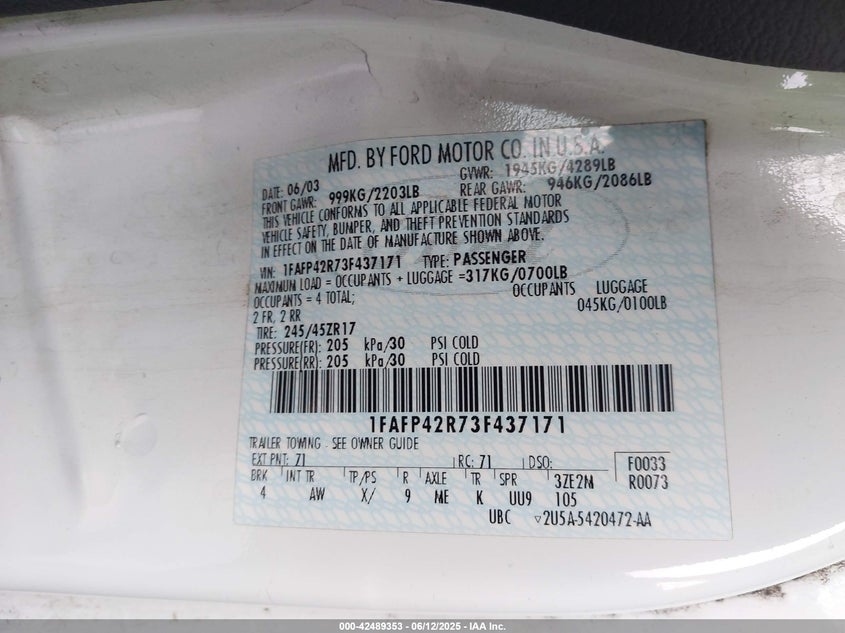 MFD. BY FORD MOTOR CO. IN U.S.A.
DATE: 06/03 GVWR: 1945KG/4289LB
FRONT GAWR: 999KG/2203LB REAR GAWR: 946KG/2086LB
THIS VEHICLE CONFORMS TO ALL APPLICABLE FEDERAL MOTOR
VEHICLE SAFETY, BUMPER, AND THEFT PREVENTION STANDARDS
IN EFFECT ON THE DATE OF MANUFACTURE SHOWN ABOVE.
VIN: 1FAFP42R73F437171 TYPE: PASSENGER
MAXIMUM LOAD = OCCUPANTS + LUGGAGE =317KG/0700LB
OCCUPANTS = 4 TOTAL; OCCUPANTS LUGGAGE
2 FR, 2 RR 045KG/0100LB
TIRE: 245/45ZR17
PRESSURE(FR): 205 kPa/30 PSI COLD
PRESSURE(RR): 205 kPa/30 PSI COLD
1FAFP42R73F437171
TRAILER TOWING - SEE OWNER GUIDE
EXT PNT: 71 RC: 71 DSO: F0033
BRK INT TR TP/PS R AXLE TR SPR 3ZE2M R0073
4 AW X/ 9 ME K UU9 105
UBC ▽2U5A-5420472-AA
000-42489353 - 06/12/2025 - IAA Inc.